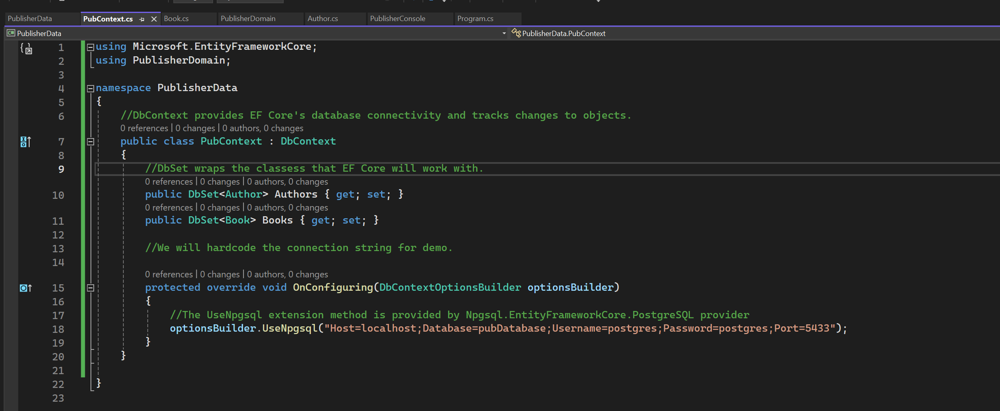 PublisherData PubContext.cs Book.cs PublisherDomain Author.cs PublisherConsole Program.cs
C# PublisherData PublisherData.PubContext
1 using Microsoft.EntityFrameworkCore;
2 using PublisherDomain;
3
4 namespace PublisherData
5 {
6 //DbContext provides EF Core's database connectivity and tracks changes to objects.
0 references | 0 changes | 0 authors, 0 changes
7 public class PubContext : DbContext
8 {
9 //DbSet wraps the classess that EF Core will work with.
0 references | 0 changes | 0 authors, 0 changes
10 public DbSet<Author> Authors { get; set; }
0 references | 0 changes | 0 authors, 0 changes
11 public DbSet<Book> Books { get; set; }
12
13 //We will hardcode the connection string for demo.
14
0 references | 0 changes | 0 authors, 0 changes
15 protected override void OnConfiguring(DbContextOptionsBuilder optionsBuilder)
16 {
17 //The UseNpgsql extension method is provided by Npgsql.EntityFrameworkCore.PostgreSQL provider
18 optionsBuilder.UseNpgsql("Host=localhost;Database=pubDatabase;Username=postgres;Password=postgres;Port=5433");
19 }
20 }
21
22 }
23